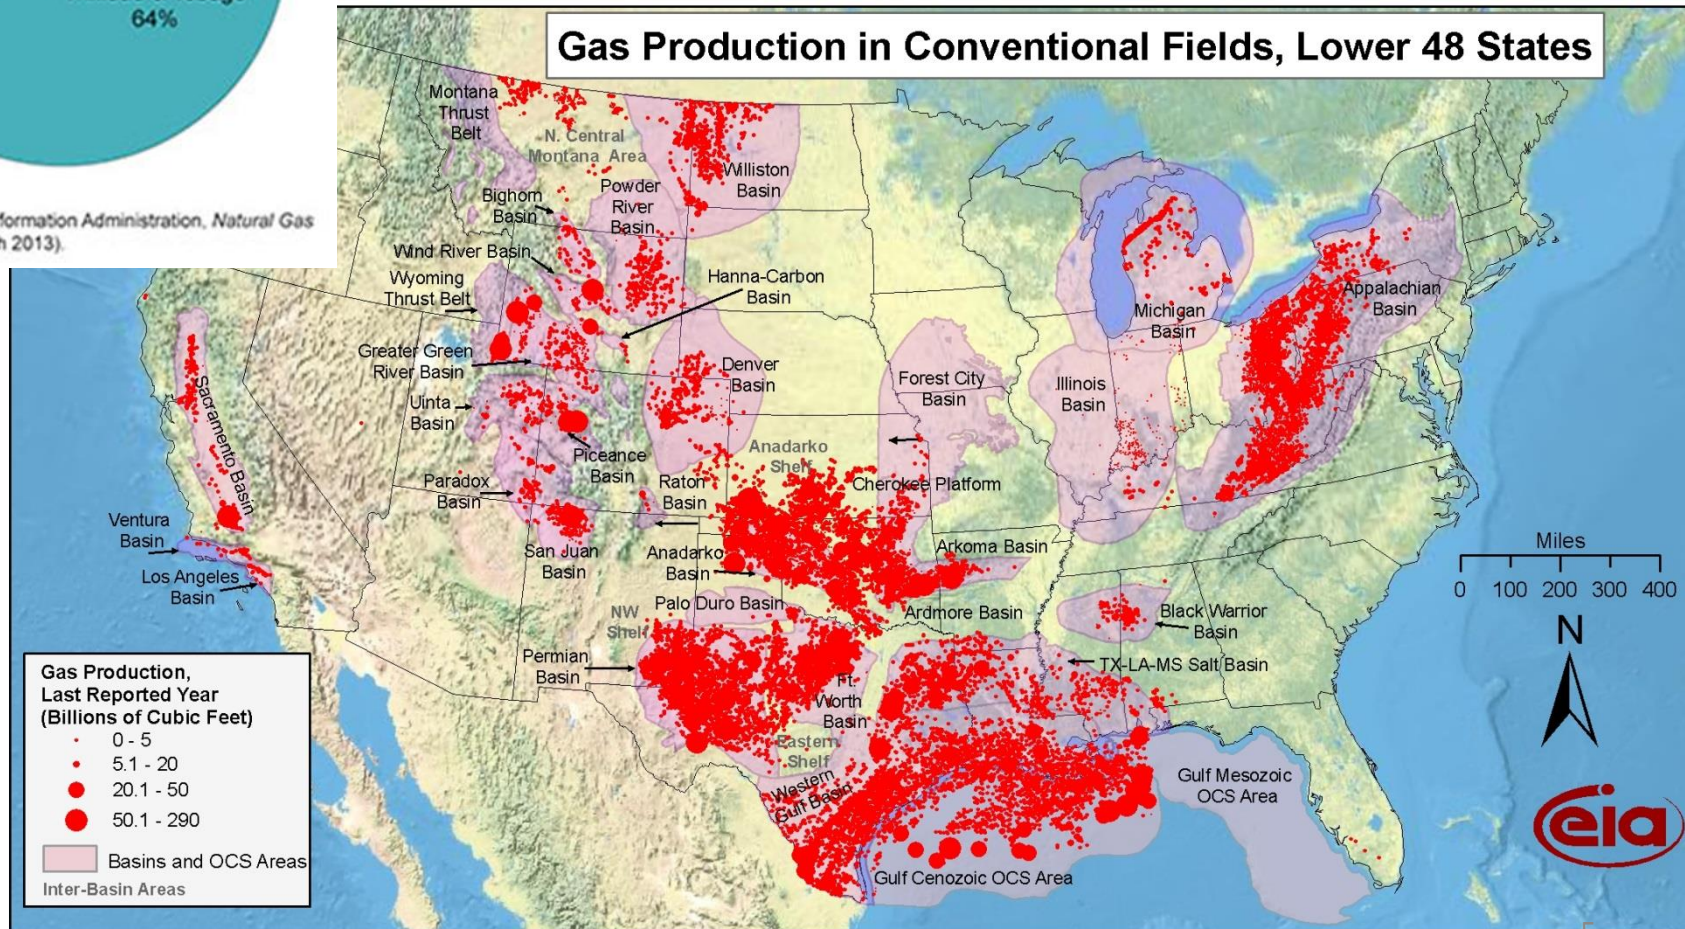 64%
formation Administration, Natural Gas
2013).
Gas Production in Conventional Fields, Lower 48 States
Montana
Thrust
Belt
N. Central
Montana Area
Williston
Basin
Bighorn
Basin
Powder
River
Basin
Wind River Basin
Wyoming
Thrust Belt
Hanna-Carbon
Basin
Michigan
Basin
Appalachian
Basin
Greater Green
River Basin
Denver
Basin
Forest City
Basin
Illinois
Basin
Uinta
Basin
Sacramento Basin
Piceance
Basin
Anadarko
Shelf
Paradox
Basin
Raton
Basin
Cherokee Platform
Ventura
Basin
San Juan
Basin
Anadarko
Basin
Arkoma Basin
Los Angeles
Basin
NW
Shelf
Palo Duro Basin
Ardmore Basin
Black Warrior
Basin
Permian
Basin
TX-LA-MS Salt Basin
Ft.
Worth
Basin
Eastern
Shelf
Western
Gulf Basin
Gulf Mesozoic
OCS Area
Gulf Cenozoic OCS Area
Miles
0 100 200 300 400
N
Gas Production,
Last Reported Year
(Billions of Cubic Feet)
0 - 5
5.1 - 20
20.1 - 50
50.1 - 290
Basins and OCS Areas
Inter-Basin Areas
eia